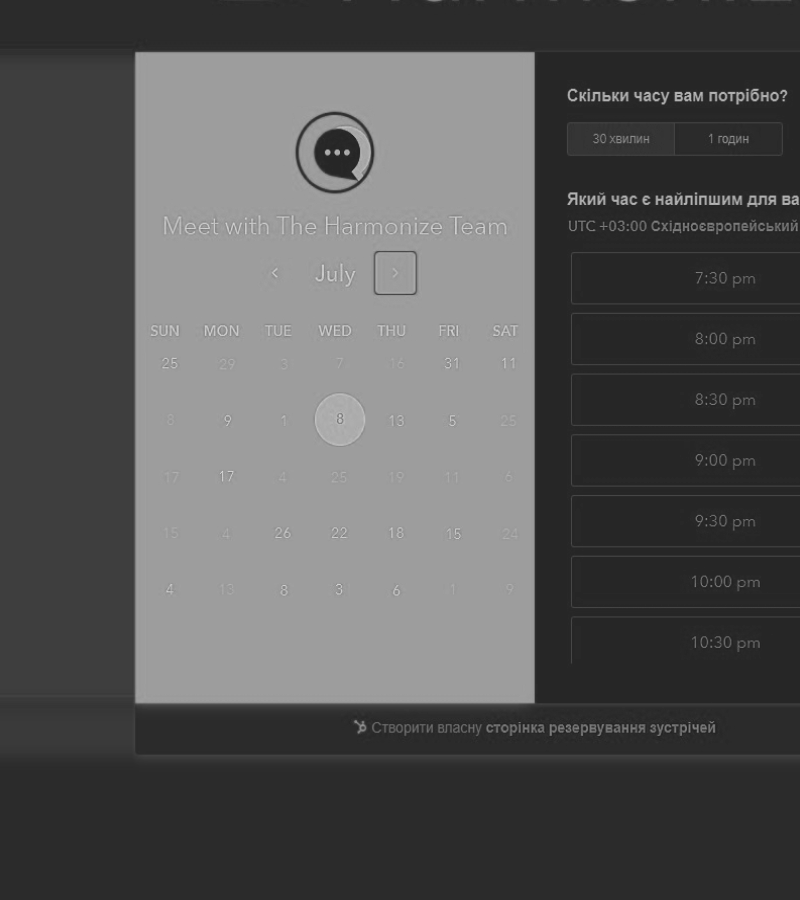 Meet with The Harmonize Team
July
SUN MON TUE WED THU FRI SAT
25 29 3 7 16 31 11
8 9 1 8 13 5 25
17 17 4 25 19 11 6
15 4 26 22 18 15 24
4 13 8 3 6 1 9
Скільки часу вам потрібно?
30 хвилин 1 годин
Який час є найліпшим для ва
UTC +03:00 Східноєвропейський
7:30 pm
8:00 pm
8:30 pm
9:00 pm
9:30 pm
10:00 pm
10:30 pm
Створити власну сторінка резервування зустрічей